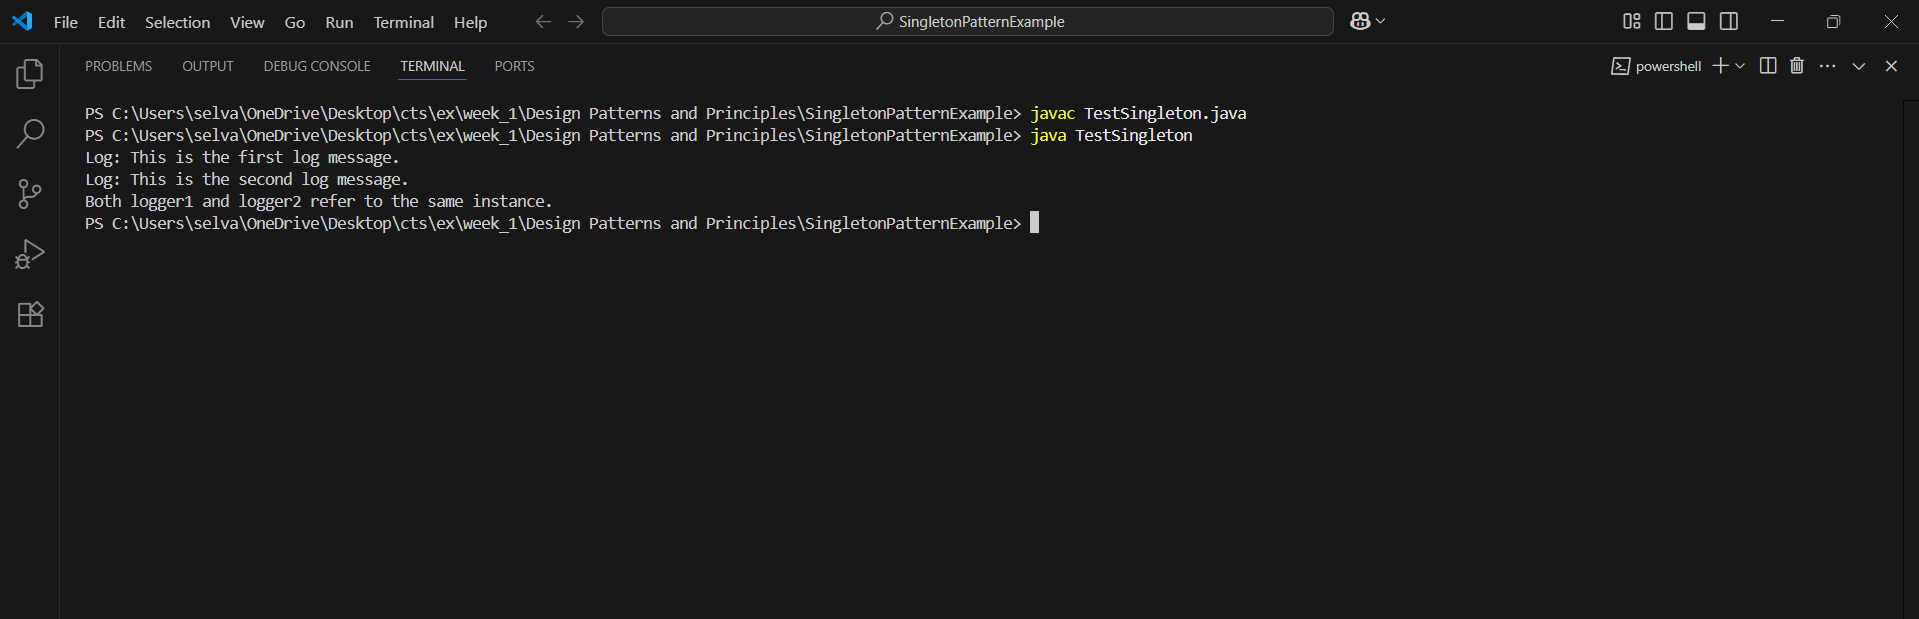 File Edit Selection View Go Run Terminal Help SingletonPatternExample
PROBLEMS OUTPUT DEBUG CONSOLE TERMINAL PORTS powershell
PS C:\Users\selva\OneDrive\Desktop\cts\ex\week_1\Design Patterns and Principles\SingletonPatternExample> javac TestSingleton.java
PS C:\Users\selva\OneDrive\Desktop\cts\ex\week_1\Design Patterns and Principles\SingletonPatternExample> java TestSingleton
Log: This is the first log message.
Log: This is the second log message.
Both logger1 and logger2 refer to the same instance.
PS C:\Users\selva\OneDrive\Desktop\cts\ex\week_1\Design Patterns and Principles\SingletonPatternExample>